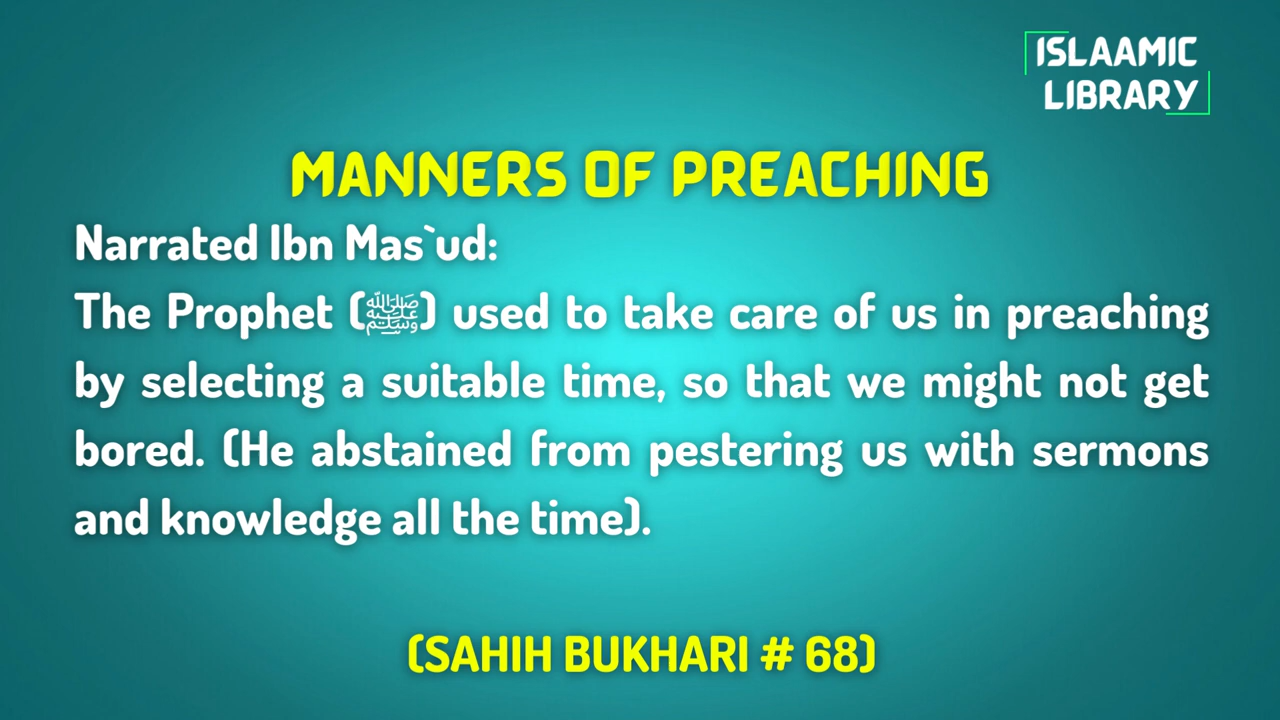 ISLAAMIC
LIBRARY
MANNERS OF PREACHING
Narrated Ibn Mas`ud:
The Prophet (ﷺ) used to take care of us in preaching
by selecting a suitable time, so that we might not get
bored. (He abstained from pestering us with sermons
and knowledge all the time).
(SAHIH BUKHARI # 68)